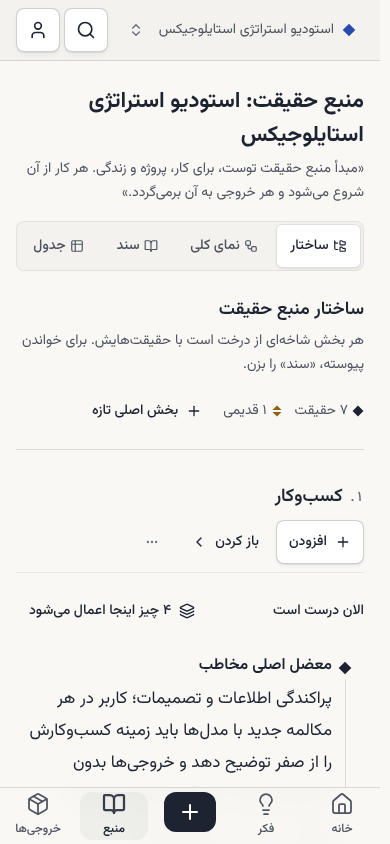 استودیو استراتژی استایلوجیکس
منبع حقیقت: استودیو استراتژی
استایلوجیکس
«مبدأ منبع حقیقت توست، برای کار، پروژه و زندگی. هر کار از آن
شروع می‌شود و هر خروجی به آن برمی‌گردد.»
ساختار
نمای کلی
سند
جدول
ساختار منبع حقیقت
هر بخش شاخه‌ای از درخت است با حقیقت‌هایش. برای خواندن
پیوسته، «سند» را بزن.
۷ حقیقت
۱ قدیمی
بخش اصلی تازه
۱. کسب‌وکار
افزودن
باز کردن
الان درست است
۴ چیز اینجا اعمال می‌شود
معضل اصلی مخاطب
پراکندگی اطلاعات و تصمیمات؛ کاربر در هر
مکالمه جدید با مدل‌ها باید زمینه کسب‌وکارش
را از صفر توضیح دهد و خروجی‌ها بدون
خانه
فکر
منبع
خروجی‌ها